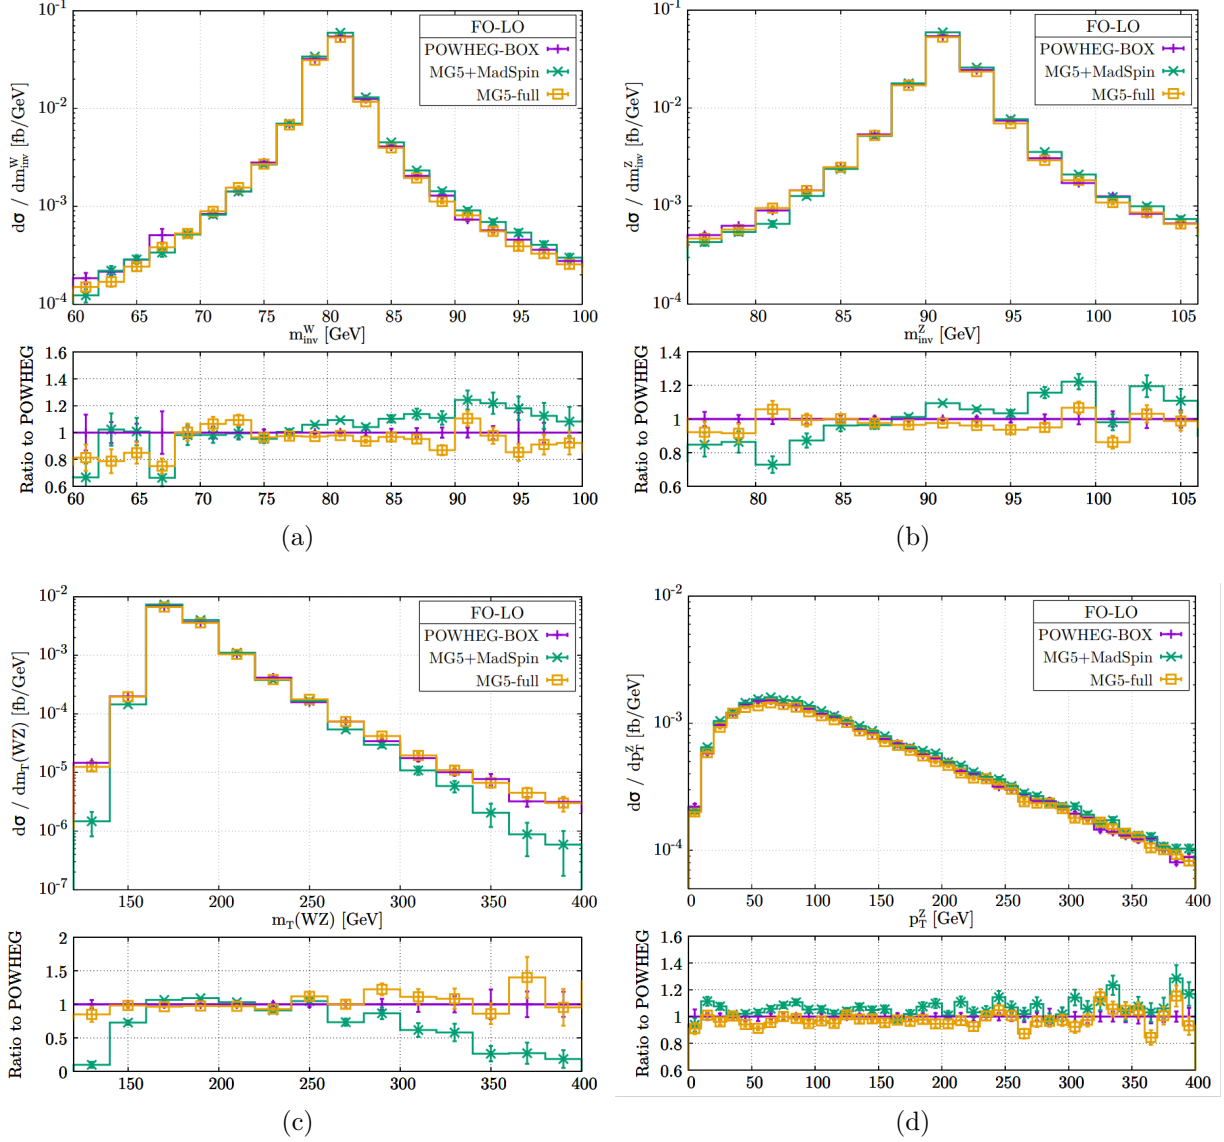 FO-LO
POWHEG-BOX
MG5+MadSpin
MG5-full
dσ / dm^W_inv [fb/GeV]
10^-1
10^-2
10^-3
10^-4
60 65 70 75 80 85 90 95 100
m^W_inv [GeV]
Ratio to POWHEG
1.6
1.4
1.2
1
0.8
0.6
60 65 70 75 80 85 90 95 100
(a)
FO-LO
POWHEG-BOX
MG5+MadSpin
MG5-full
dσ / dm^Z_inv [fb/GeV]
10^-1
10^-2
10^-3
10^-4
80 85 90 95 100 105
m^Z_inv [GeV]
Ratio to POWHEG
1.4
1.2
1
0.8
0.6
80 85 90 95 100 105
(b)
FO-LO
POWHEG-BOX
MG5+MadSpin
MG5-full
dσ / dm_T(WZ) [fb/GeV]
10^-2
10^-3
10^-4
10^-5
10^-6
10^-7
150 200 250 300 350 400
m_T(WZ) [GeV]
Ratio to POWHEG
2
1.5
1
0.5
0
150 200 250 300 350 400
(c)
FO-LO
POWHEG-BOX
MG5+MadSpin
MG5-full
dσ / dp^Z_T [fb/GeV]
10^-2
10^-3
10^-4
0 50 100 150 200 250 300 350 400
p^Z_T [GeV]
Ratio to POWHEG
1.6
1.4
1.2
1
0.8
0.6
0 50 100 150 200 250 300 350 400
(d)